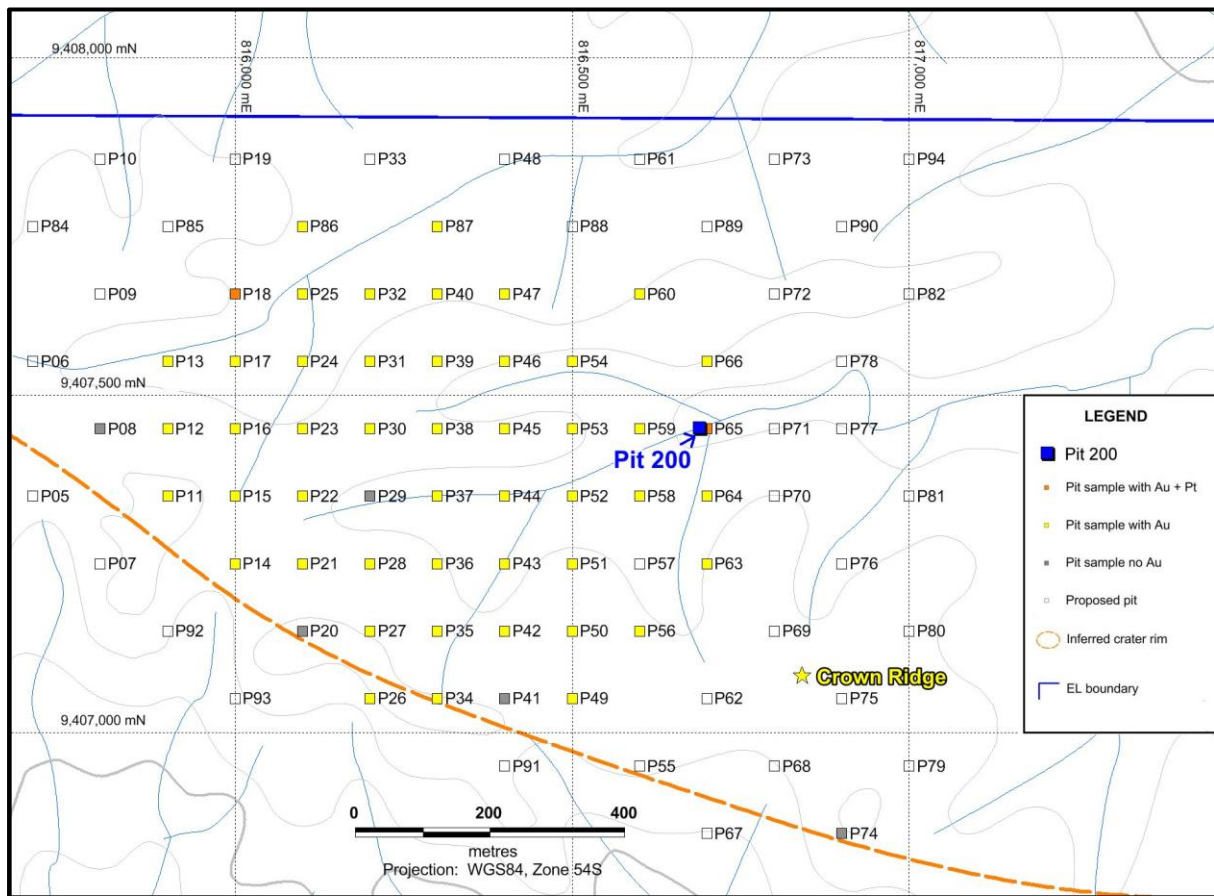 9,408,000 mN
816,000 mE
816,500 mE
817,000 mE
P10 P19 P33 P48 P61 P73 P94
P84 P85 P86 P87 P88 P89 P90
P09 P18 P25 P32 P40 P47 P60 P72 P82
P06 P13 P17 P24 P31 P39 P46 P54 P66 P78
9,407,500 mN
P08 P12 P16 P23 P30 P38 P45 P53 P59 P65 P71 P77
Pit 200
P05 P11 P15 P22 P29 P37 P44 P52 P58 P64 P70 P81
P07 P14 P21 P28 P36 P43 P51 P57 P63 P76
P92 P20 P27 P35 P42 P50 P56 P69 P80
Crown Ridge
P93 P26 P34 P41 P49 P62 P75
9,407,000 mN
P91 P55 P68 P79
P67 P74
0 200 400
metres
Projection: WGS84, Zone 54S
LEGEND
Pit 200
Pit sample with Au + Pt
Pit sample with Au
Pit sample no Au
Proposed pit
Inferred crater rim
EL boundary